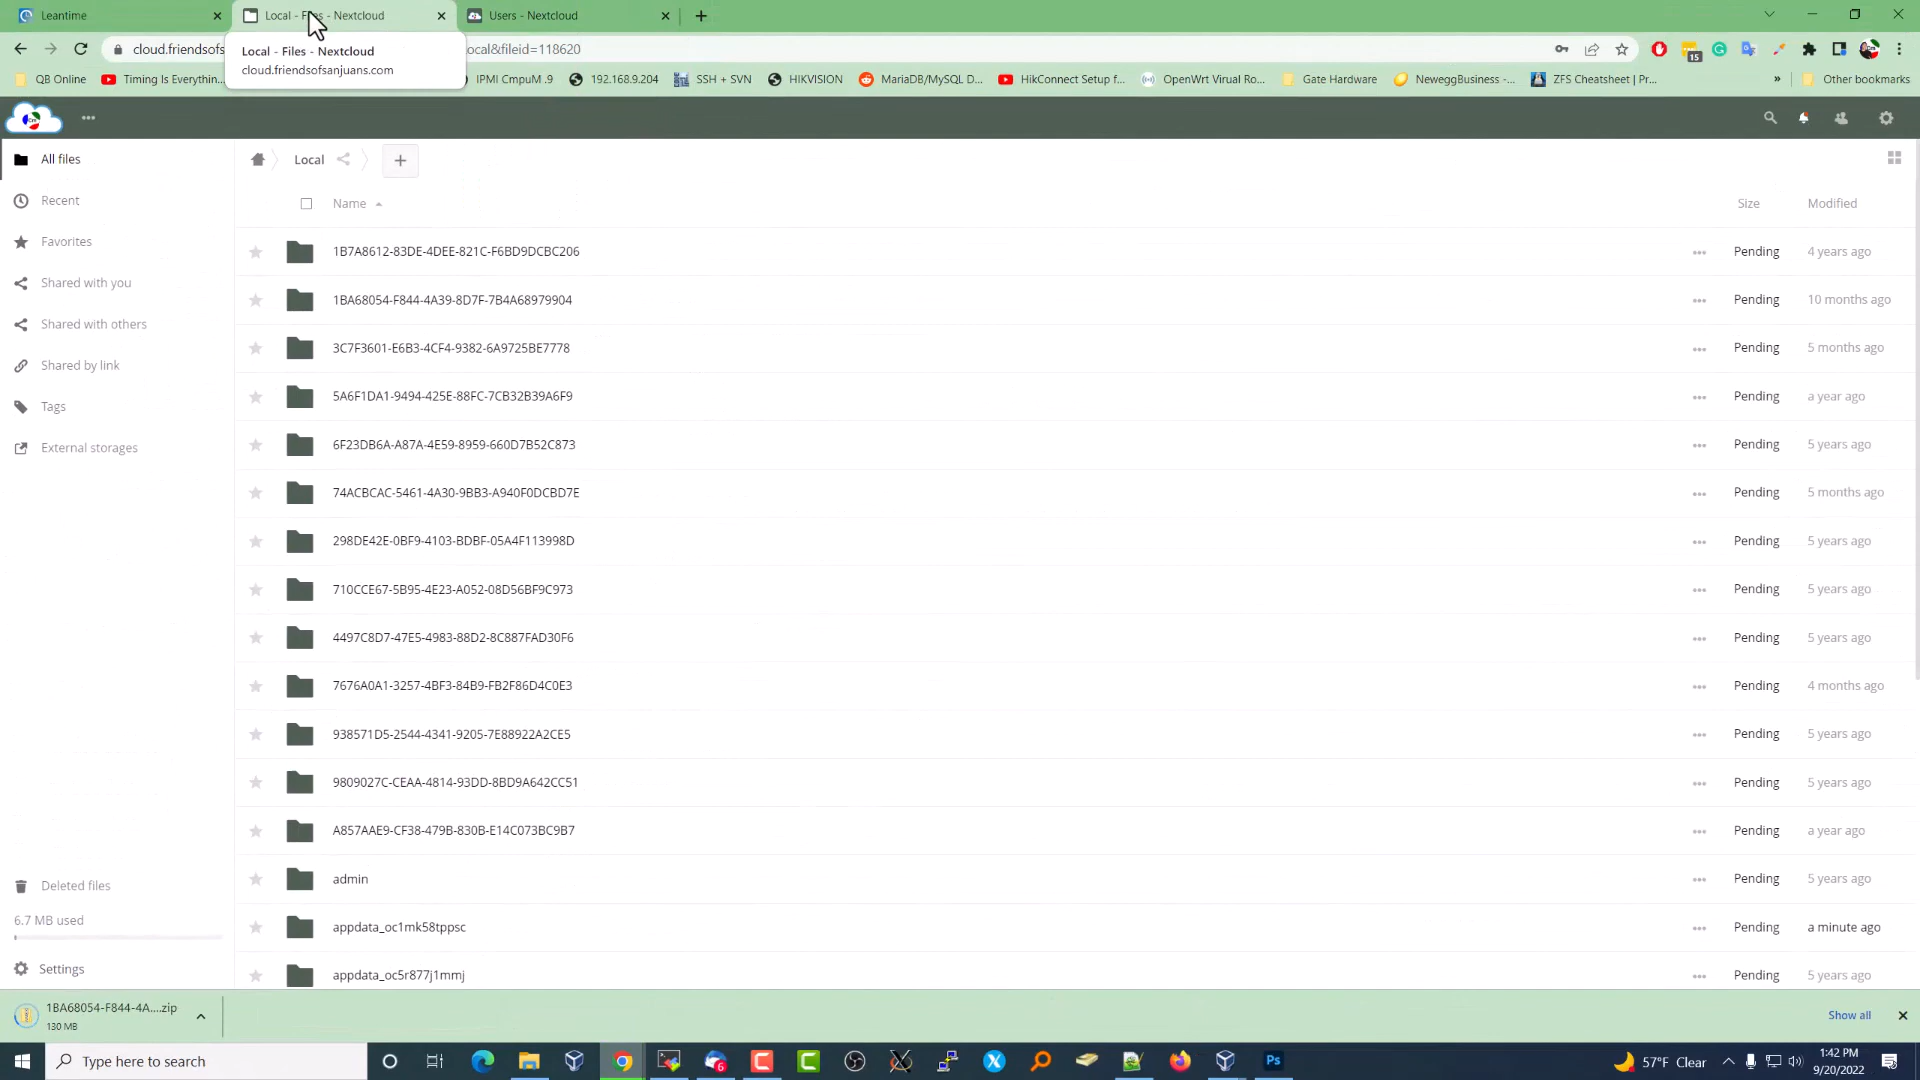 Leantime
Local - Files - Nextcloud
Users - Nextcloud
cloud.friendsofs
ocal&fileid=118620
Local - Files - Nextcloud
cloud.friendsofsanjuans.com
15
QB Online
Timing Is Everythin...
IPMI CmpuM .9
192.168.9.204
SSH + SVN
HIKVISION
MariaDB/MySQL D...
HikConnect Setup f...
OpenWrt Virual Ro...
Gate Hardware
NeweggBusiness -...
ZFS Cheatsheet | Pr...
»
Other bookmarks
All files
Local
Recent
Name
Size
Modified
Favorites
Shared with you
Shared with others
Shared by link
Tags
External storages
1B7A8612-83DE-4DEE-821C-F6BD9DCBC206 Pending 4 years ago
1BA68054-F844-4A39-8D7F-7B4A68979904 Pending 10 months ago
3C7F3601-E6B3-4CF4-9382-6A9725BE7778 Pending 5 months ago
5A6F1DA1-9494-425E-88FC-7CB32B39A6F9 Pending a year ago
6F23DB6A-A87A-4E59-8959-660D7B52C873 Pending 5 years ago
74ACBCAC-5461-4A30-9BB3-A940F0DCBD7E Pending 5 months ago
298DE42E-0BF9-4103-BDBF-05A4F113998D Pending 5 years ago
710CCE67-5B95-4E23-A052-08D56BF9C973 Pending 5 years ago
4497C8D7-47E5-4983-88D2-8C887FAD30F6 Pending 5 years ago
7676A0A1-3257-4BF3-84B9-FB2F86D4C0E3 Pending 4 months ago
938571D5-2544-4341-9205-7E88922A2CE5 Pending 5 years ago
9809027C-CEAA-4814-93DD-8BD9A642CC51 Pending 5 years ago
A857AAE9-CF38-479B-830B-E14C073BC9B7 Pending a year ago
admin Pending 5 years ago
appdata_oc1mk58tppsc Pending a minute ago
appdata_oc5r877j1mmj Pending 5 years ago
Deleted files
6.7 MB used
Settings
1BA68054-F844-4A....zip
130 MB
Show all
Type here to search
6
Ps
57°F Clear
1:42 PM
9/20/2022